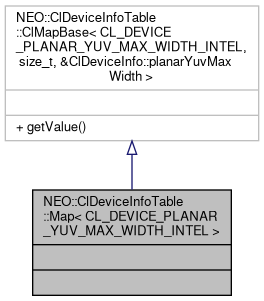 NEO::ClDeviceInfoTable
::ClMapBase< CL_DEVICE
_PLANAR_YUV_MAX_WIDTH_INTEL,
size_t, &ClDeviceInfo::planarYuvMax
Width >
+ getValue()
NEO::ClDeviceInfoTable
::Map< CL_DEVICE_PLANAR
_YUV_MAX_WIDTH_INTEL >